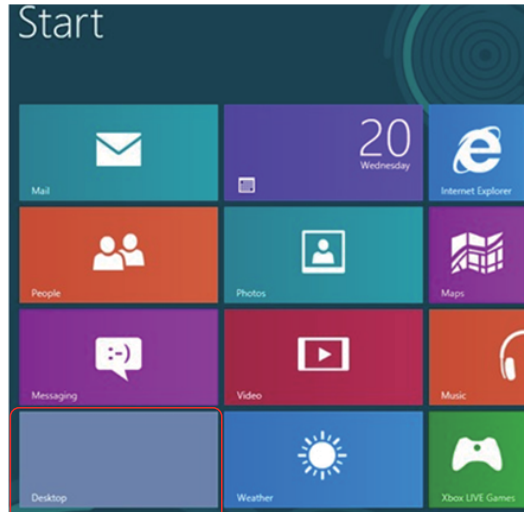 Start
Mail
20
Wednesday
Internet Explorer
People
Photos
Maps
:-)
Messaging
Video
Music
Desktop
Weather
Xbox LIVE Games